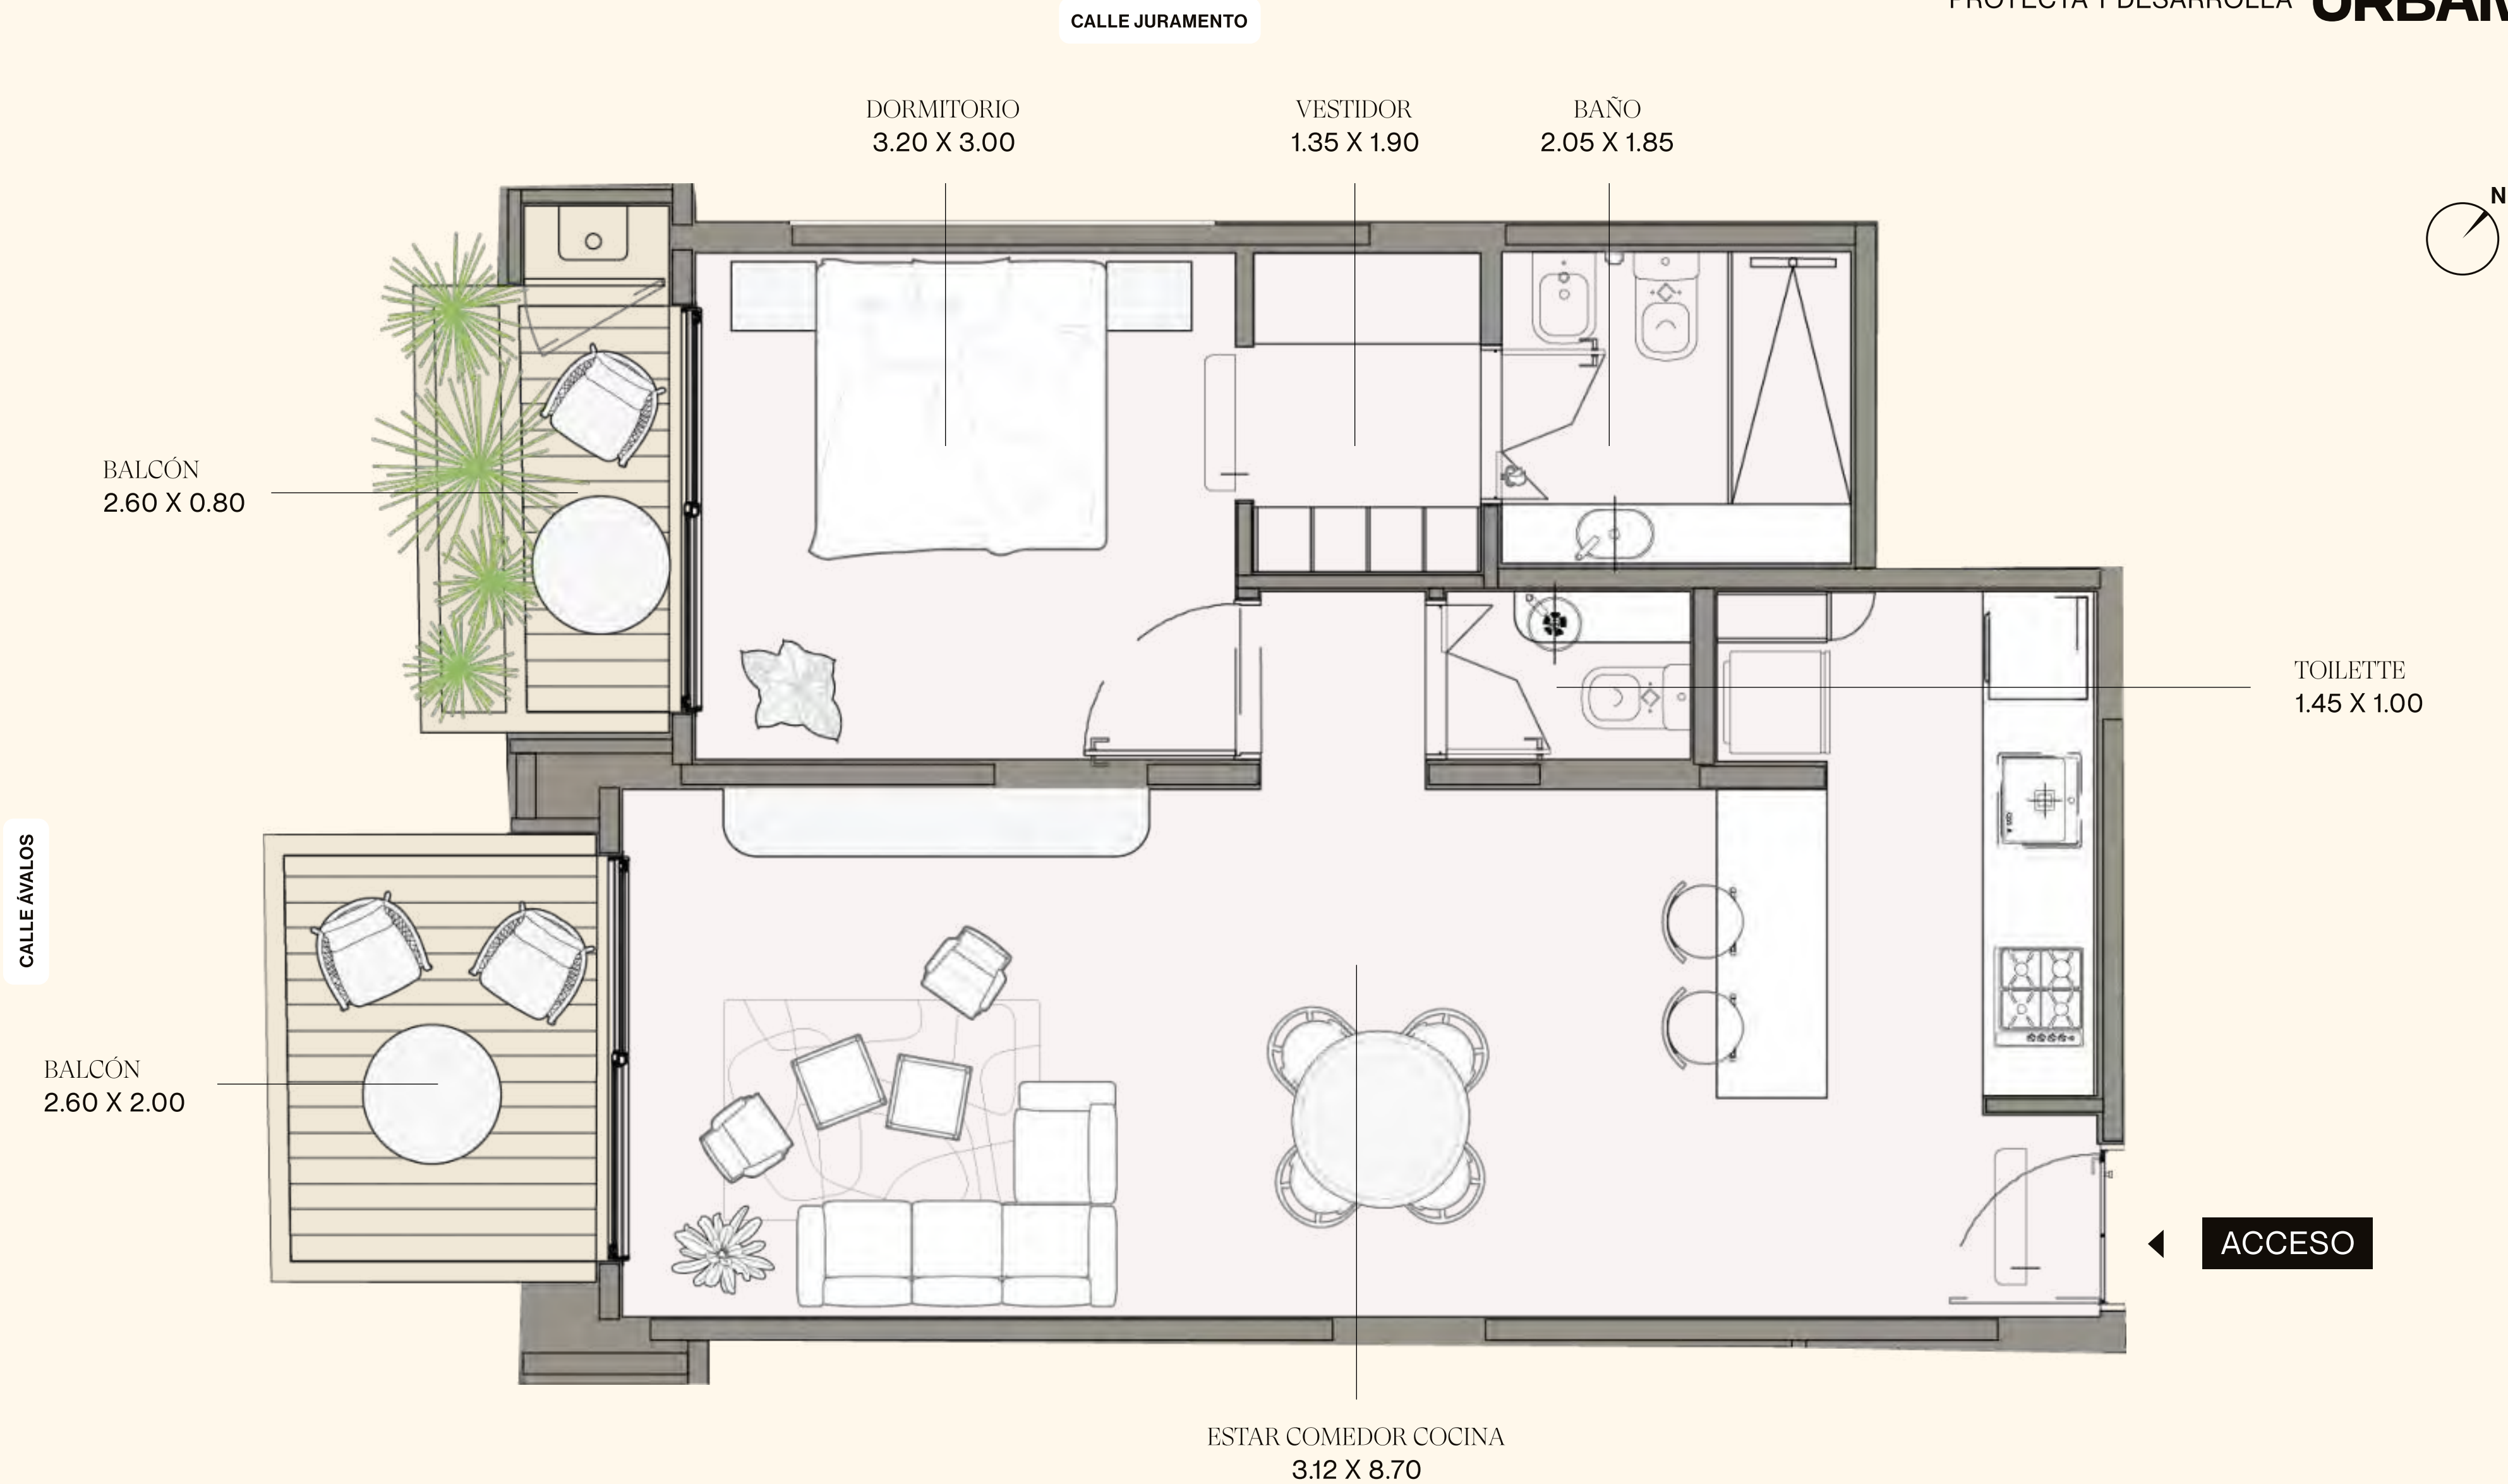 CALLE JURAMENTO
PROYECTA Y DESARROLLA
DORMITORIO
3.20 X 3.00
VESTIDOR
1.35 X 1.90
BAÑO
2.05 X 1.85
N
BALCÓN
2.60 X 0.80
TOILETTE
1.45 X 1.00
CALLE ÁVALOS
BALCÓN
2.60 X 2.00
ACCESO
ESTAR COMEDOR COCINA
3.12 X 8.70